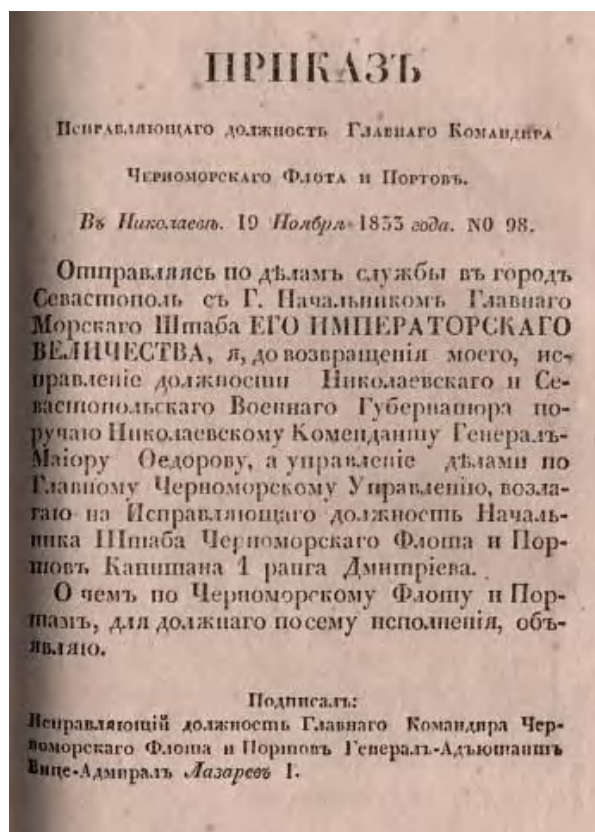 ПРИКАЗЪ
Исправляющаго должность Главнаго Командира
Черноморскаго Флота и Портовъ.
Въ Николаевѣ. 19 Ноября 1833 года. NO 98.
Отправляясь по дѣламъ службы въ городъ
Севастополь съ Г. Начальникомъ Главнаго
Морскаго Штаба ЕГО ИМПЕРАТОРСКАГО
ВЕЛИЧЕСТВА, я, до возвращенія моего, ис-
правленіе должности Николаевскаго и Се-
вастопольскаго Военнаго Губернатора по-
ручаю Николаевскому Коменданту Генералъ-
Маіору Ѳедорову, а управленіе дѣлами по
Главному Черноморскому Управленію, возла-
гаю на Исправляющаго должность Началь-
ника Штаба Черноморскаго Флота и Пор-
товъ Капитана 1 ранга Дмитріева.
О чемъ по Черноморскому Флоту и Пор-
тамъ, для должнаго по сему исполненія, объ-
являю.
Подписалъ:
Исправляющій должность Главнаго Командира Чер-
номорскаго Флота и Портовъ Генералъ-Адъютантъ
Вице-Адмиралъ Лазаревъ 1.